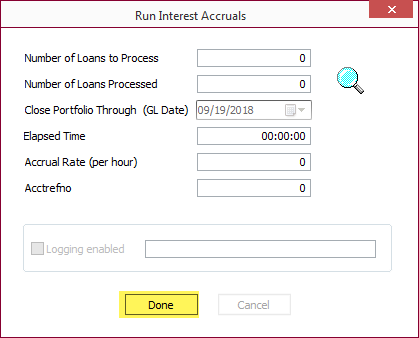 Run Interest Accruals
Number of Loans to Process 0
Number of Loans Processed 0
Close Portfolio Through (GL Date) 09/19/2018
Elapsed Time 00:00:00
Accrual Rate (per hour) 0
Acctrefno 0
Logging enabled
Done Cancel